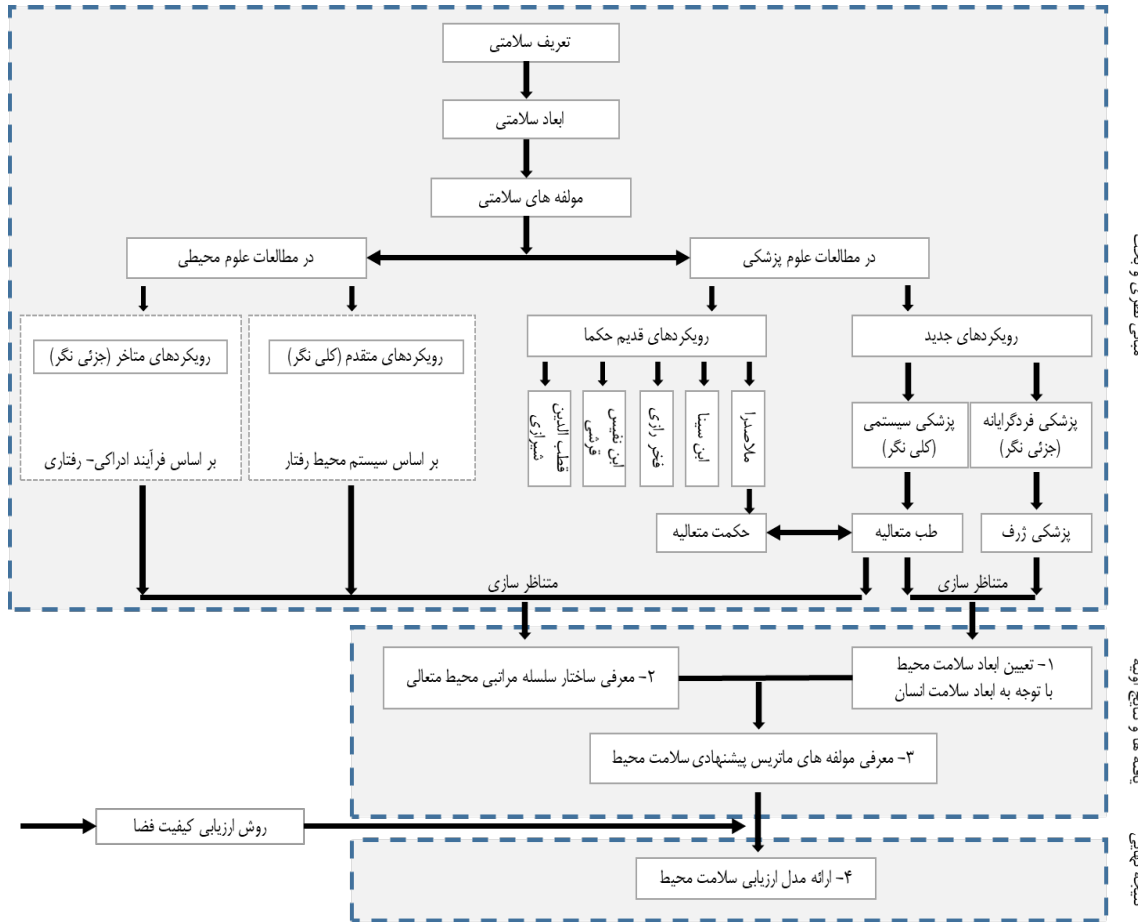 تعریف سلامتی
ابعاد سلامتی
مولفه های سلامتی
در مطالعات علوم پزشکی
در مطالعات علوم محیطی
رویکردهای جدید
رویکردهای قدیم حکما
رویکردهای متقدم (کلی نگر)
رویکردهای متاخر (جزئی نگر)
پزشکی فردگرایانه
(جزئی نگر)
پزشکی سیستمی
(کلی نگر)
ملاصدرا
ابن سینا
فخر رازی
ابن نفیس
قرشی
قطب الدین
شیرازی
بر اساس سیستم محیط رفتار
بر اساس فرآیند ادراکی- رفتاری
پزشکی ژرف
طب متعالیه
حکمت متعالیه
متناظر سازی
متناظر سازی
۱- تعیین ابعاد سلامت محیط
با توجه به ابعاد سلامت انسان
۲- معرفی ساختار سلسله مراتبی محیط متعالی
۳- معرفی مولفه های ماتریس پیشنهادی سلامت محیط
روش ارزیابی کیفیت فضا
۴- ارائه مدل ارزیابی سلامت محیط